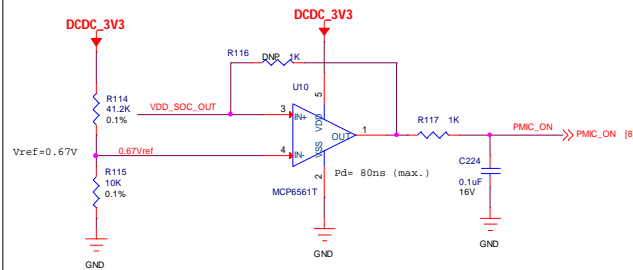 DCDC_3V3
DCDC_3V3
R116
DNP 1K
U10
R114
41.2K
0.1%
VDD_SOC_OUT
3
IN+
5
VDD
OUT
1
R117 1K
PMIC_ON
PMIC_ON [8
Vref=0.67V
0.67Vref
4
IN-
VSS
2
Pd= 80ns (max.)
R115
10K
0.1%
MCP6561T
C224
0.1uF
16V
GND
GND
GND